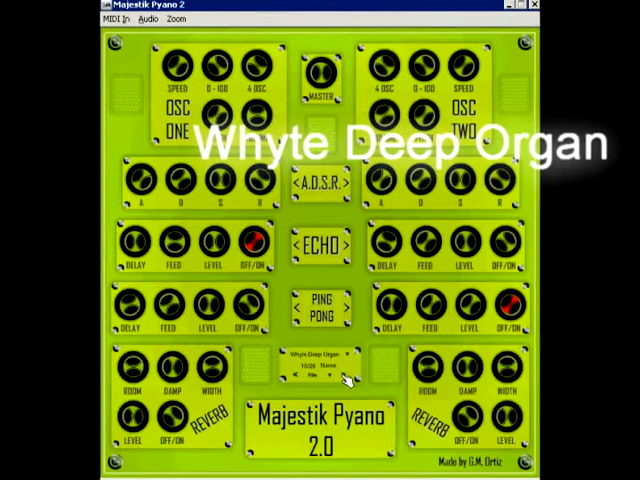 Majestik Pyano 2
MIDI In Audio Zoom
SPEED 0 - 100 4 OSC
MASTER
4 OSC 0 - 100 SPEED
OSC
ONE
OSC
TWO
Whyte Deep Organ
A D S R
< A.D.S.R. >
A D S R
DELAY FEED LEVEL OFF/ON
< ECHO >
DELAY FEED LEVEL OFF/ON
DELAY FEED LEVEL OFF/ON
< PING
PONG >
DELAY FEED LEVEL OFF/ON
Whyte Deep Organ
10/26 Name
< File
ROOM DAMP WIDTH
LEVEL OFF/ON REVERB
Majestik Pyano
2.0
ROOM DAMP WIDTH
REVERB OFF/ON LEVEL
Made by G.M. Ortiz